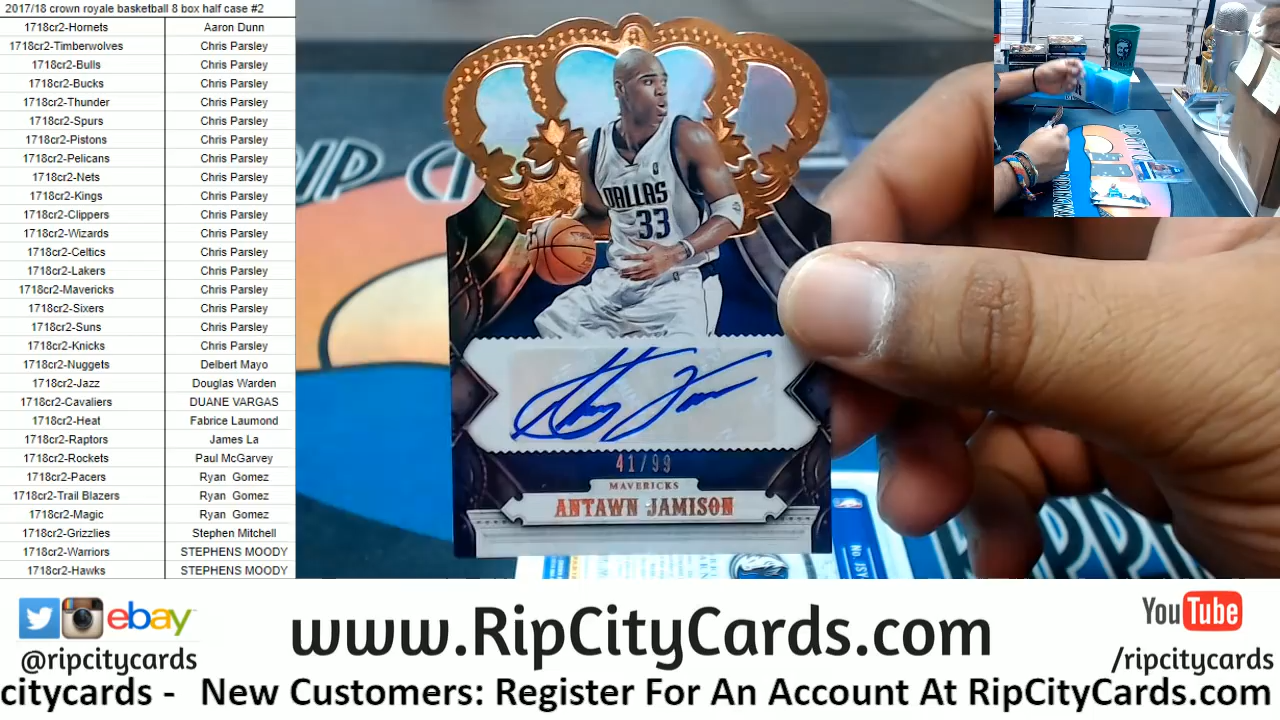 2017/18 crown royale basketball 8 box half case #2
1718cr2-Hornets Aaron Dunn
1718cr2-Timberwolves Chris Parsley
1718cr2-Bulls Chris Parsley
1718cr2-Bucks Chris Parsley
1718cr2-Thunder Chris Parsley
1718cr2-Spurs Chris Parsley
1718cr2-Pistons Chris Parsley
1718cr2-Pelicans Chris Parsley
1718cr2-Nets Chris Parsley
1718cr2-Kings Chris Parsley
1718cr2-Clippers Chris Parsley
1718cr2-Wizards Chris Parsley
1718cr2-Celtics Chris Parsley
1718cr2-Lakers Chris Parsley
1718cr2-Mavericks Chris Parsley
1718cr2-Sixers Chris Parsley
1718cr2-Suns Chris Parsley
1718cr2-Knicks Chris Parsley
1718cr2-Nuggets Delbert Mayo
1718cr2-Jazz Douglas Warden
1718cr2-Cavaliers DUANE VARGAS
1718cr2-Heat Fabrice Laumond
1718cr2-Raptors James La
1718cr2-Rockets Paul McGarvey
1718cr2-Pacers Ryan Gomez
1718cr2-Trail Blazers Ryan Gomez
1718cr2-Magic Ryan Gomez
1718cr2-Grizzlies Stephen Mitchell
1718cr2-Warriors STEPHENS MOODY
1718cr2-Hawks STEPHENS MOODY
DALLAS
33
41/99
MAVERICKS
ANTAWN JAMISON
ebay
@ripcitycards
www.RipCityCards.com
YouTube
/ripcitycards
citycards - New Customers: Register For An Account At RipCityCards.com